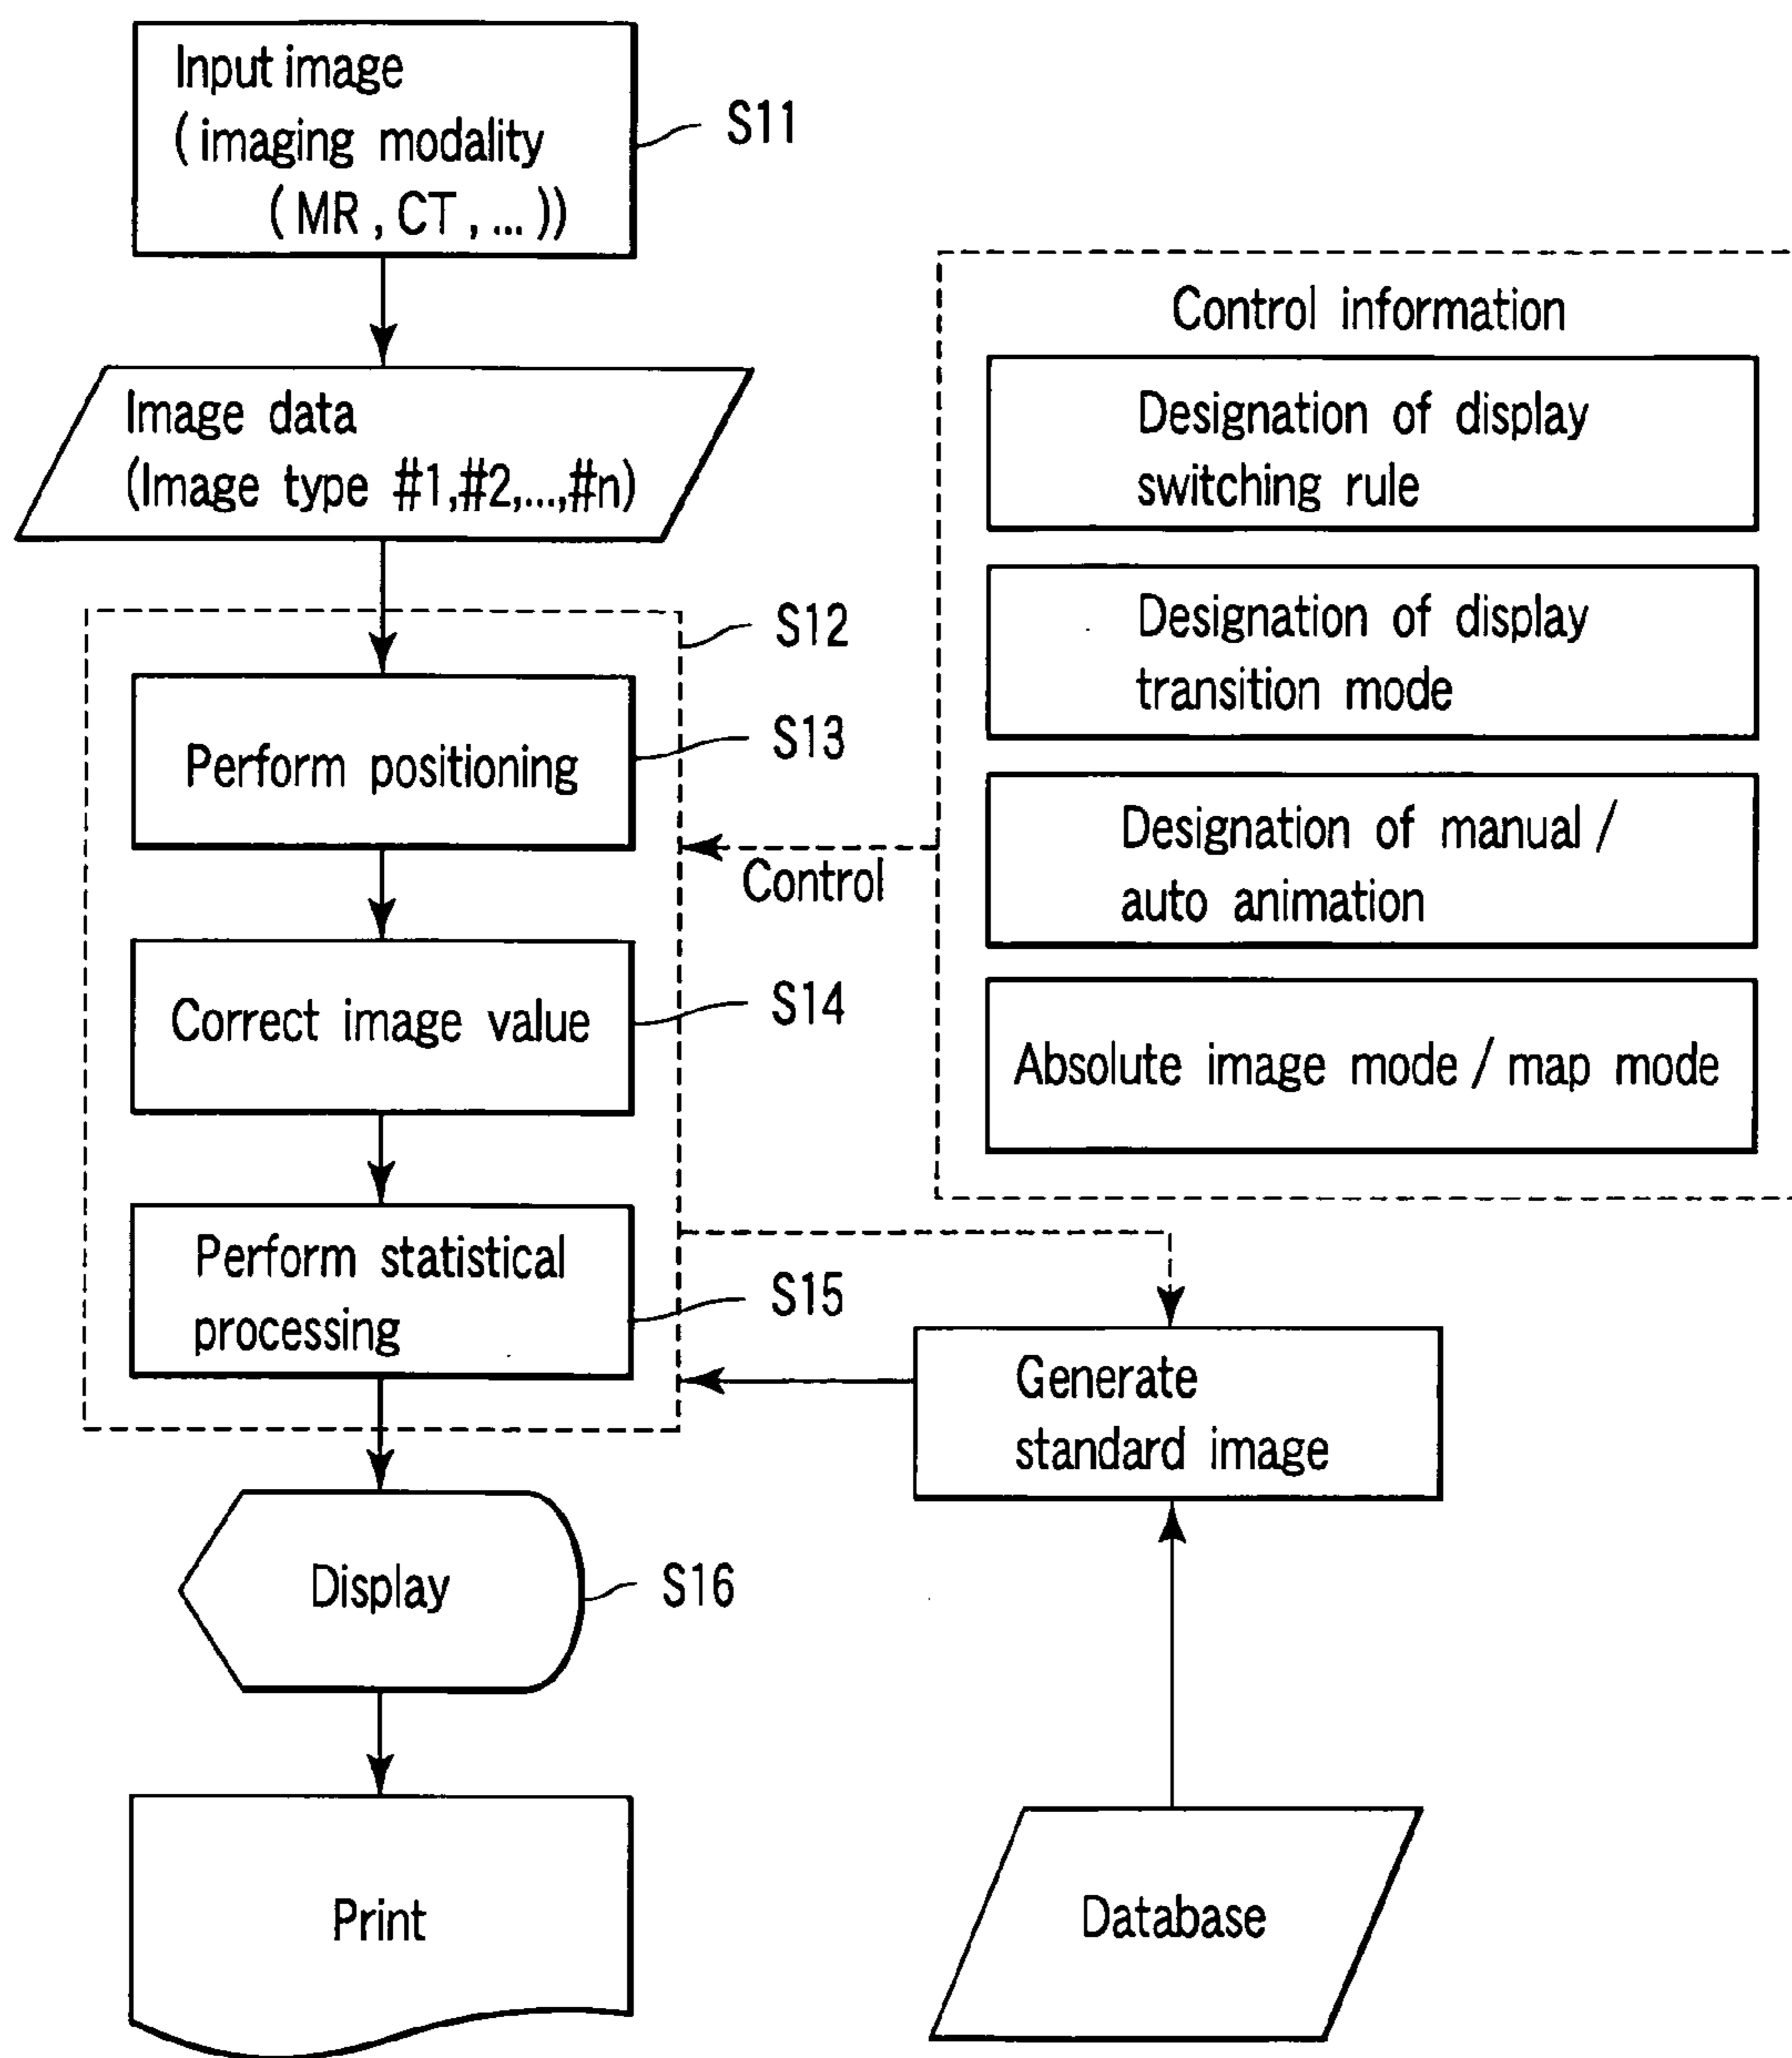 Input image
(imaging modality
(MR, CT, ...))
S11
Image data
(Image type #1,#2,...,#n)
S12
Perform positioning
S13
Correct image value
S14
Perform statistical
processing
S15
Display
S16
Print
Control information
Designation of display
switching rule
Designation of display
transition mode
Designation of manual /
auto animation
Absolute image mode / map mode
Control
Generate
standard image
Database